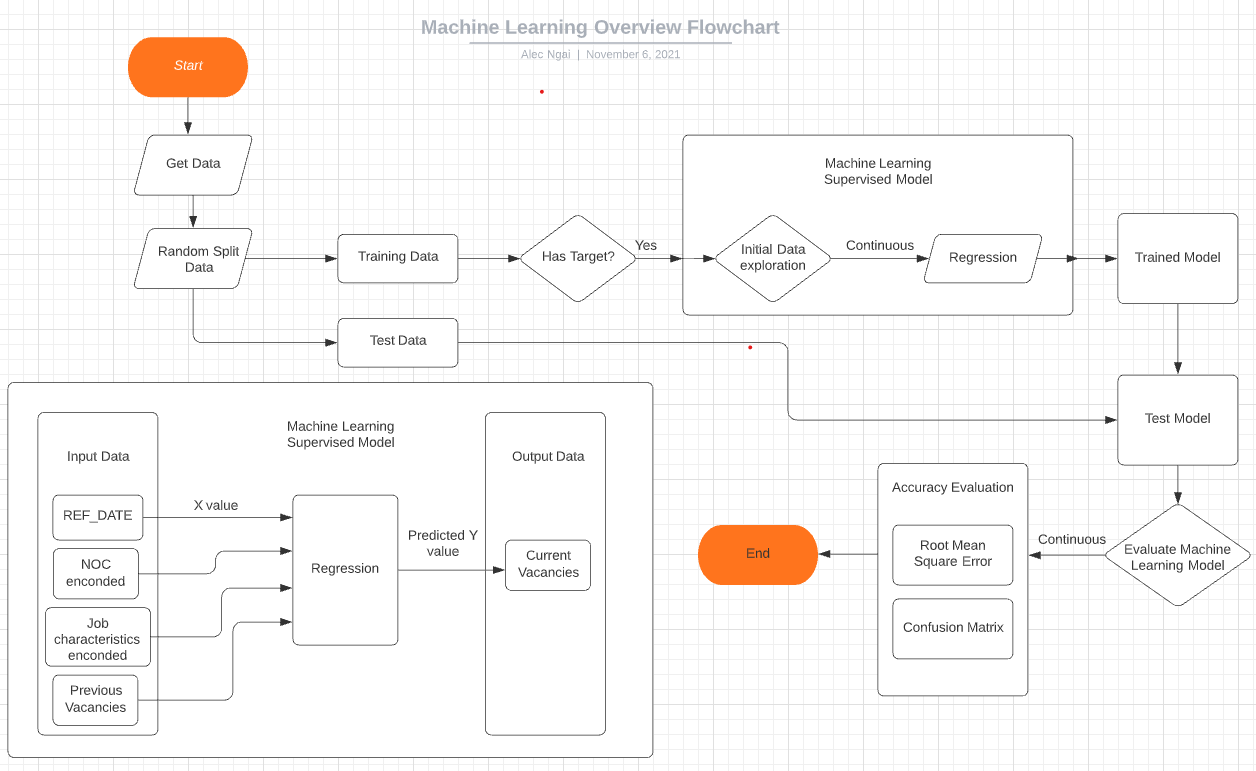 Machine Learning Overview Flowchart
Alec Ngai | November 6, 2021
Start
Get Data
Random Split
Data
Training Data
Has Target?
Yes
Machine Learning
Supervised Model
Initial Data
exploration
Continuous
Regression
Trained Model
Test Data
Test Model
Evaluate Machine
Learning Model
Continuous
Accuracy Evaluation
Root Mean
Square Error
Confusion Matrix
End
Machine Learning
Supervised Model
Input Data
REF_DATE
NOC
enconded
Job
characteristics
enconded
Previous
Vacancies
X value
Regression
Predicted Y
value
Output Data
Current
Vacancies